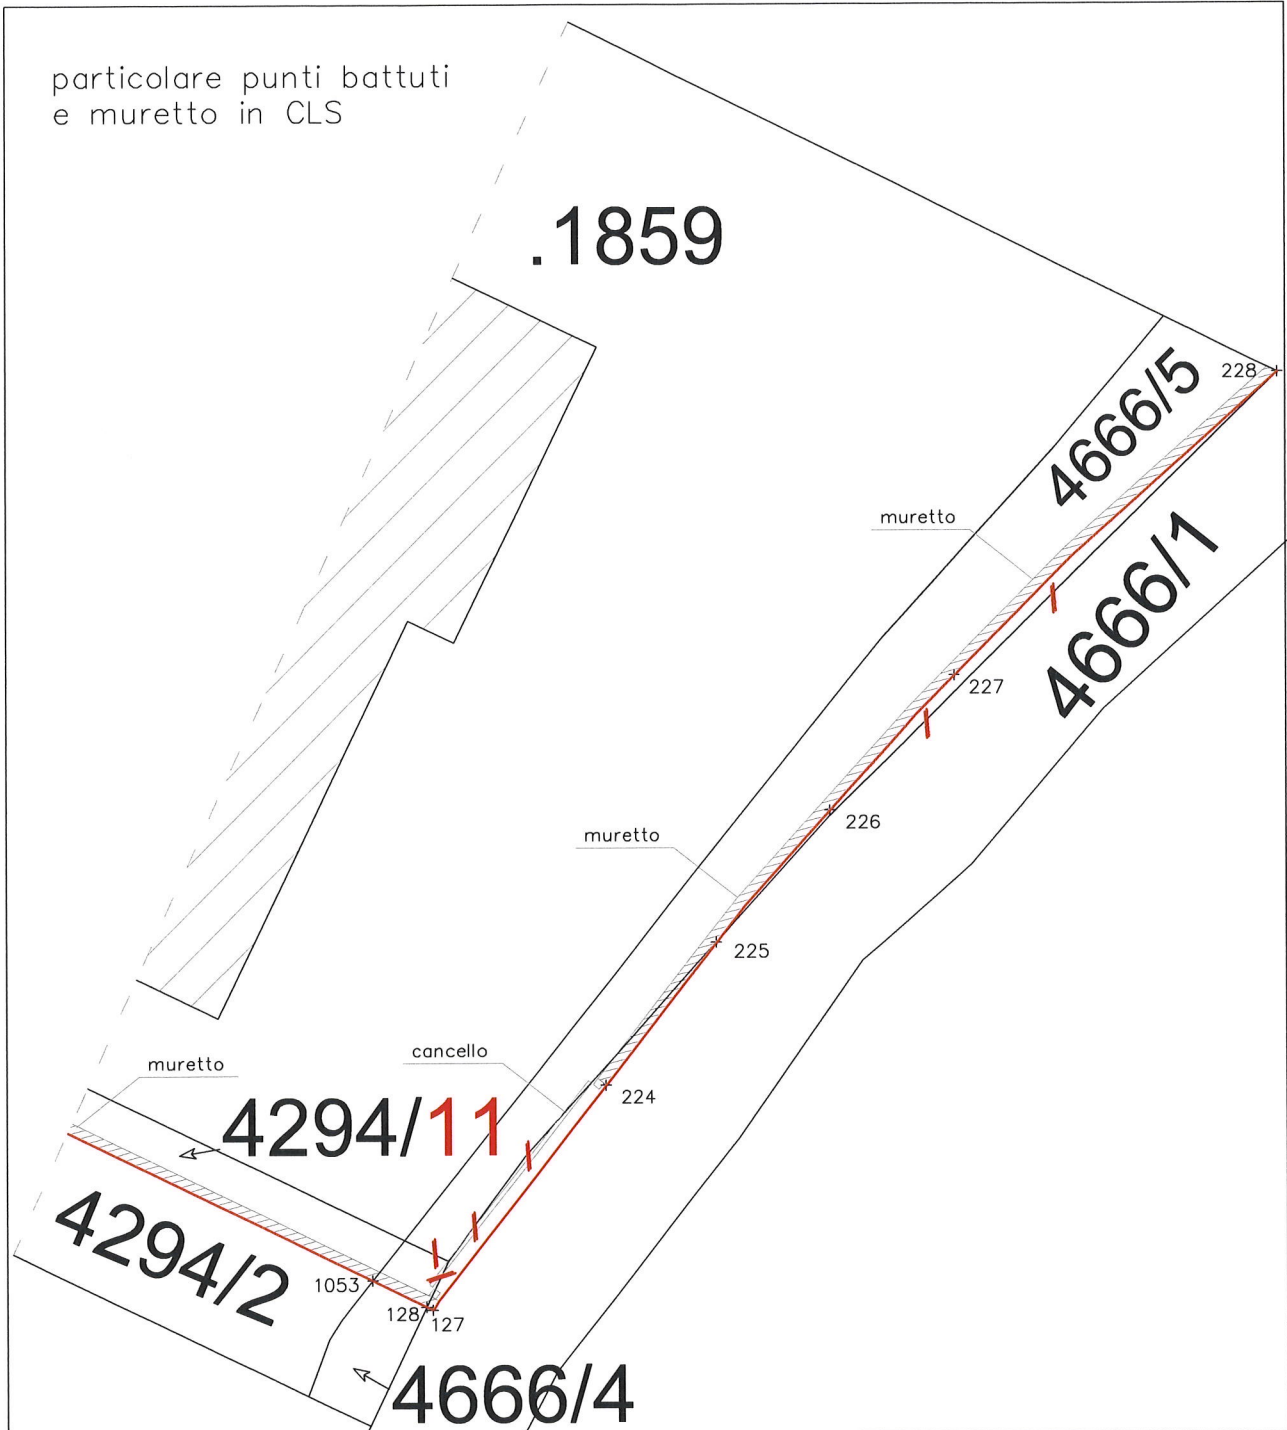 particolare punti battuti
e muretto in CLS
.1859
228
4666/5
muretto
4666/1
227
226
muretto
225
cancello
muretto
224
4294/11
4294/2
1053
128
127
4666/4